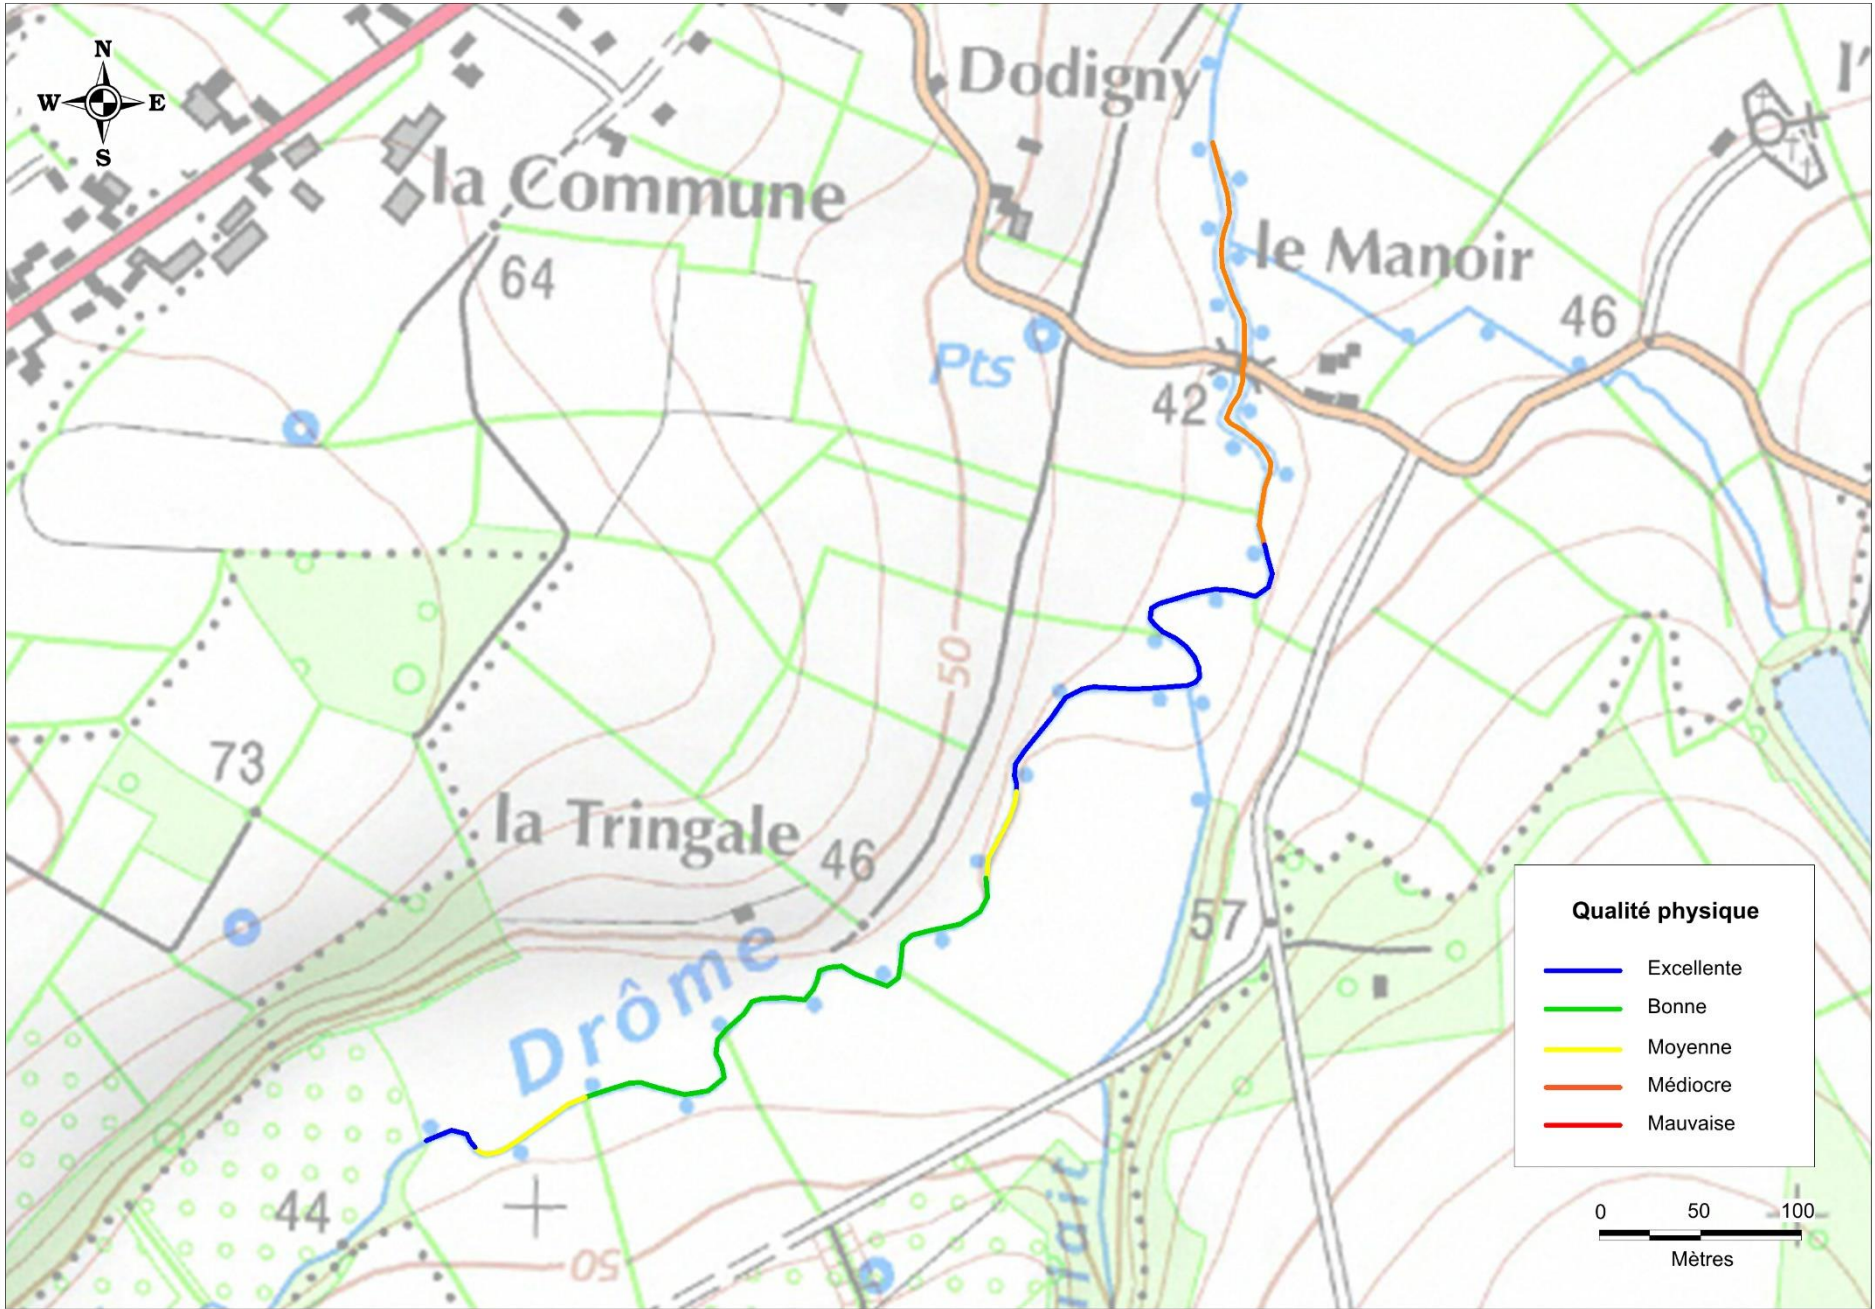 N
W E
S
Dodigny
l'
la Commune
le Manoir
64
46
Pts
42
50
73
la Tringale
46
57
Drôme
44
50
Qualité physique
Excellente
Bonne
Moyenne
Médiocre
Mauvaise
0 50 100
Mètres